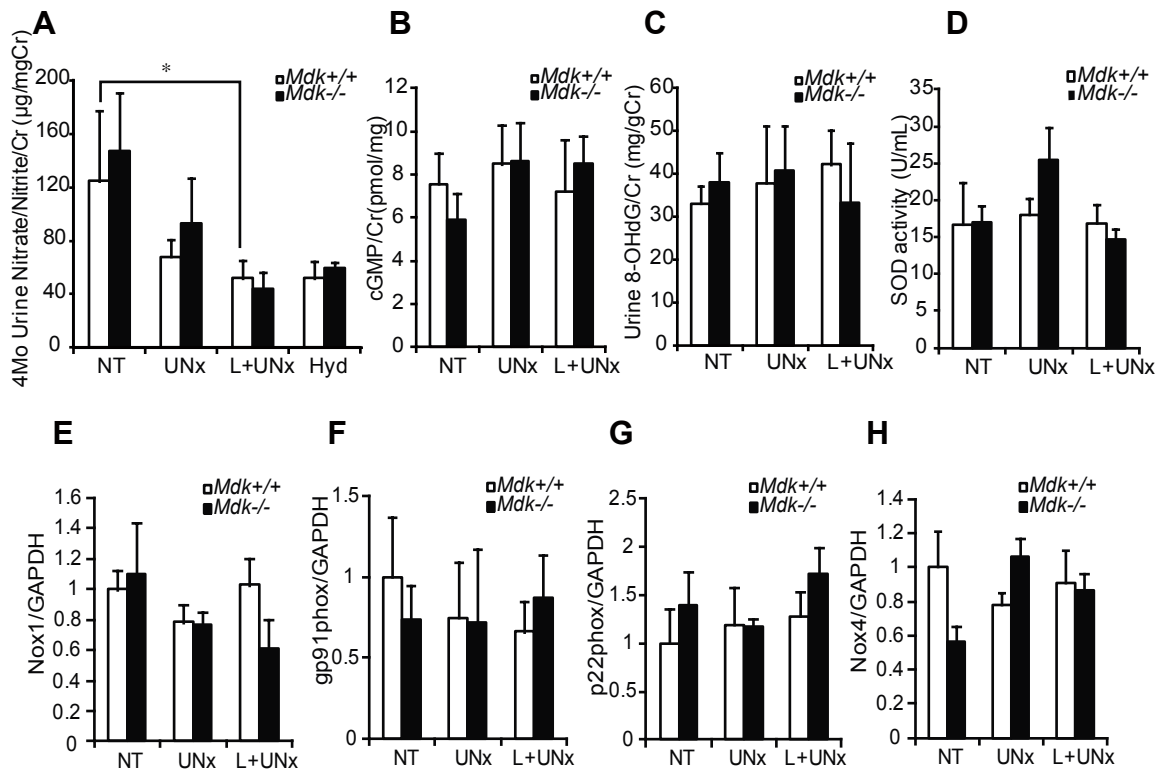 A
4Mo Urine Nitrate/Nitrite/Cr (µg/mgCr)
200
160
120
80
40
0
*
Mdk+/+
Mdk-/-
NT UNx L+UNx Hyd
B
cGMP/Cr(pmol/mg)
12
10
8
6
4
2
0
Mdk+/+
Mdk-/-
NT UNx L+UNx
C
Urine 8-OHdG/Cr (mg/gCr)
60
50
40
30
20
10
0
Mdk+/+
Mdk-/-
NT UNx L+UNx
D
SOD activity (U/mL)
35
30
25
20
15
10
5
0
Mdk+/+
Mdk-/-
NT UNx L+UNx
E
Nox1/GAPDH
1.6
1.4
1.2
1
0.8
0.6
0.4
0.2
0
Mdk+/+
Mdk-/-
NT UNx L+UNx
F
gp91phox/GAPDH
1.5
1
0.5
0
Mdk+/+
Mdk-/-
NT UNx L+UNx
G
p22phox/GAPDH
2.5
2
1.5
1
0.5
0
Mdk+/+
Mdk-/-
NT UNx L+UNx
H
Nox4/GAPDH
1.4
1.2
1
0.8
0.6
0.4
0.2
0
Mdk+/+
Mdk-/-
NT UNx L+UNx